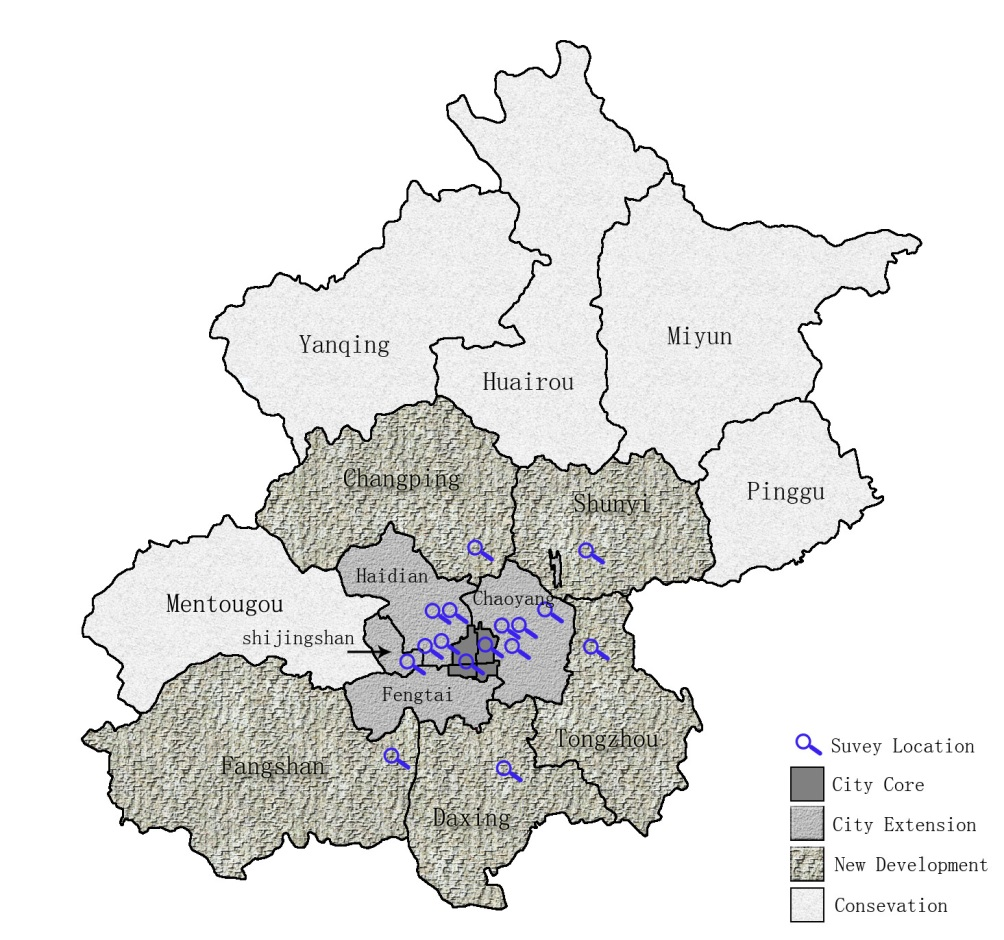 Yanqing
Miyun
Huairou
Changping
Pinggu
Shunyi
Haidian
Chaoyang
Mentougou
shijingshan
Fengtai
Tongzhou
Fangshan
Daxing
Suvey Location
City Core
City Extension
New Development
Consevation